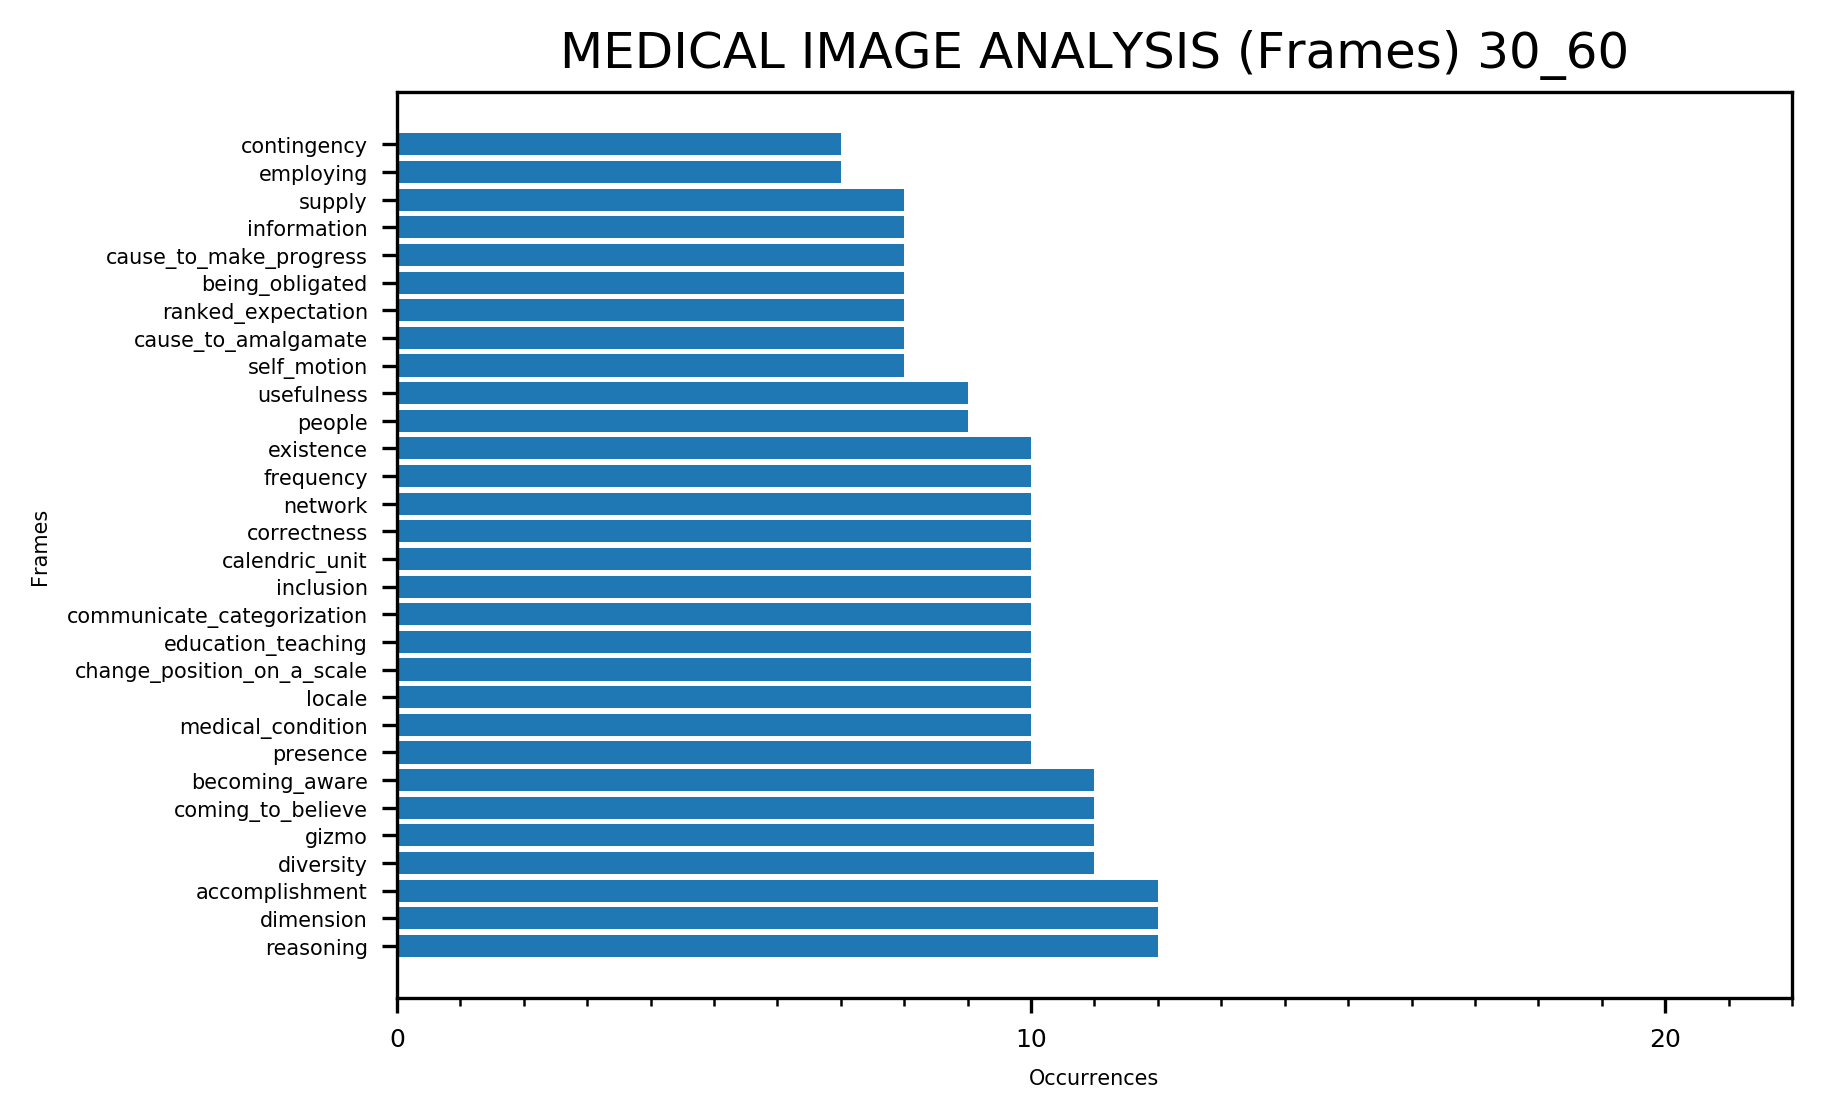 MEDICAL IMAGE ANALYSIS (Frames) 30_60
contingency
employing
supply
information
cause_to_make_progress
being_obligated
ranked_expectation
cause_to_amalgamate
self_motion
usefulness
people
existence
frequency
network
correctness
calendric_unit
inclusion
communicate_categorization
education_teaching
change_position_on_a_scale
locale
medical_condition
presence
becoming_aware
coming_to_believe
gizmo
diversity
accomplishment
dimension
reasoning
Frames
0 10 20
Occurrences